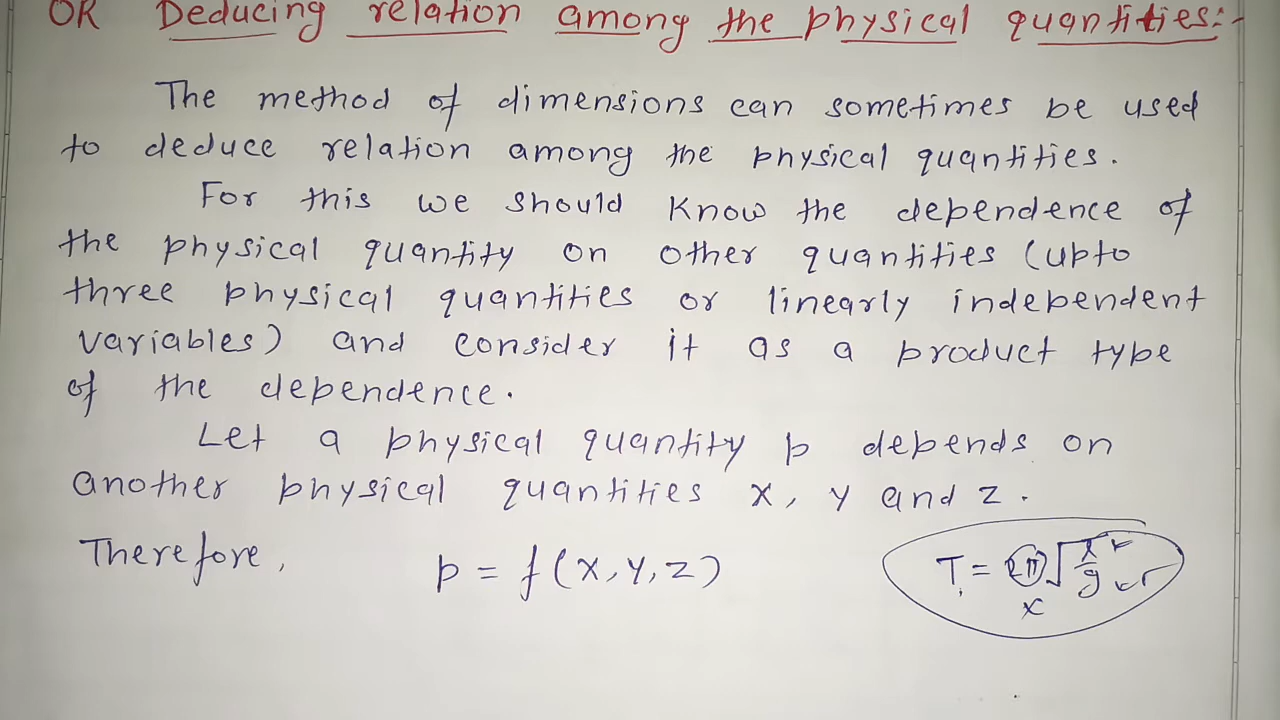 OR Deducing relation among the physical quantities:-
The method of dimensions can sometimes be used
to deduce relation among the physical quantities.
For this we should know the dependence of
the physical quantity on other quantities (upto
three physical quantities or linearly independent
variables) and consider it as a product type
of the dependence.
Let a physical quantity p depends on
another physical quantities x, y and z.
Therefore, p = f(x, y, z)
T = 2π√l/g
x